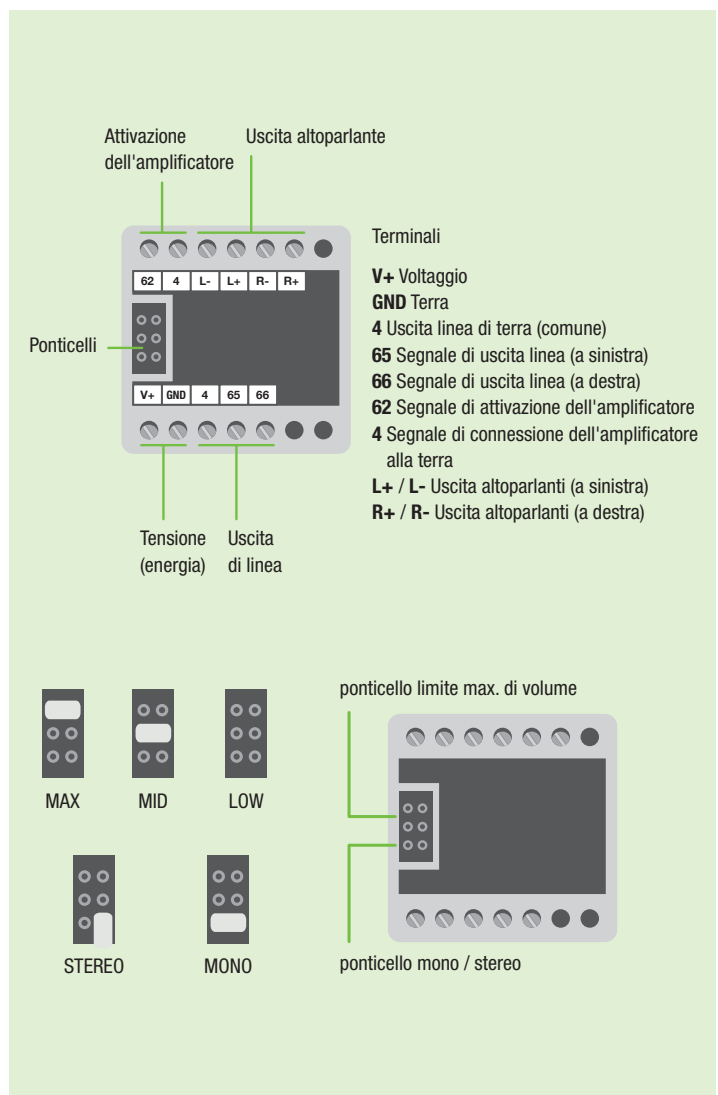 Attivazione
dell'amplificatore
Uscita altoparlante
62 4 L- L+ R- R+
Ponticelli
V+ GND 4 65 66
Tensione
(energia)
Uscita
di linea
Terminali
V+ Voltaggio
GND Terra
4 Uscita linea di terra (comune)
65 Segnale di uscita linea (a sinistra)
66 Segnale di uscita linea (a destra)
62 Segnale di attivazione dell'amplificatore
4 Segnale di connessione dell'amplificatore
alla terra
L+ / L- Uscita altoparlanti (a sinistra)
R+ / R- Uscita altoparlanti (a destra)
MAX
MID
LOW
STEREO
MONO
ponticello limite max. di volume
ponticello mono / stereo